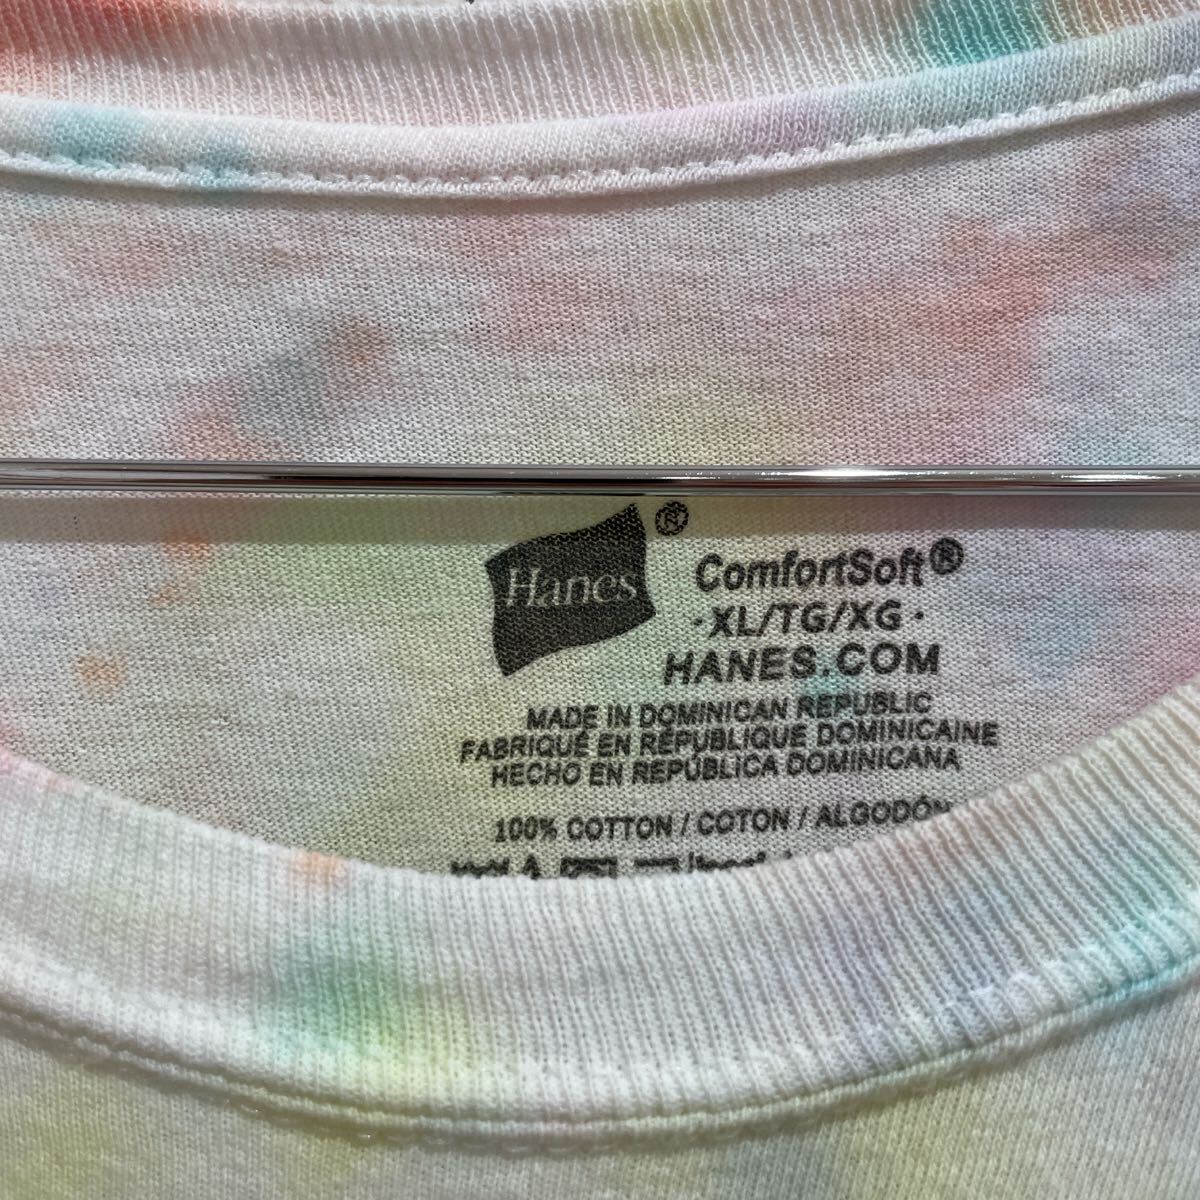 Hanes®
ComfortSoft®
·XL/TG/XG·
HANES.COM
MADE IN DOMINICAN REPUBLIC
FABRIQUÉ EN RÉPUBLIQUE DOMINICAINE
HECHO EN REPÚBLICA DOMINICANA
100% COTTON / COTON / ALGODÓN